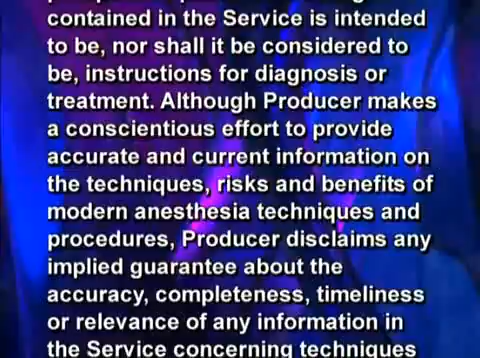 contained in the Service is intended
to be, nor shall it be considered to
be, instructions for diagnosis or
treatment. Although Producer makes
a conscientious effort to provide
accurate and current information on
the techniques, risks and benefits of
modern anesthesia techniques and
procedures, Producer disclaims any
implied guarantee about the
accuracy, completeness, timeliness
or relevance of any information in
the Service concerning techniques